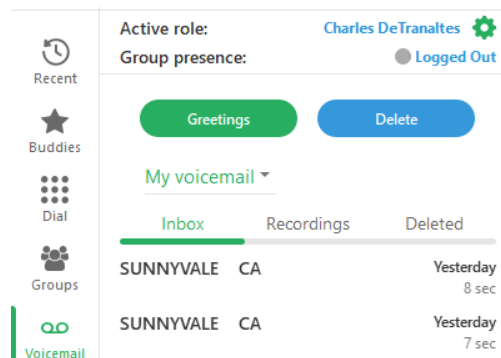 Active role: Charles DeTranaltes
Group presence: Logged Out
Recent
Buddies
Dial
Groups
Voicemail
Greetings Delete
My voicemail
Inbox Recordings Deleted
SUNNYVALE CA Yesterday
8 sec
SUNNYVALE CA Yesterday
7 sec